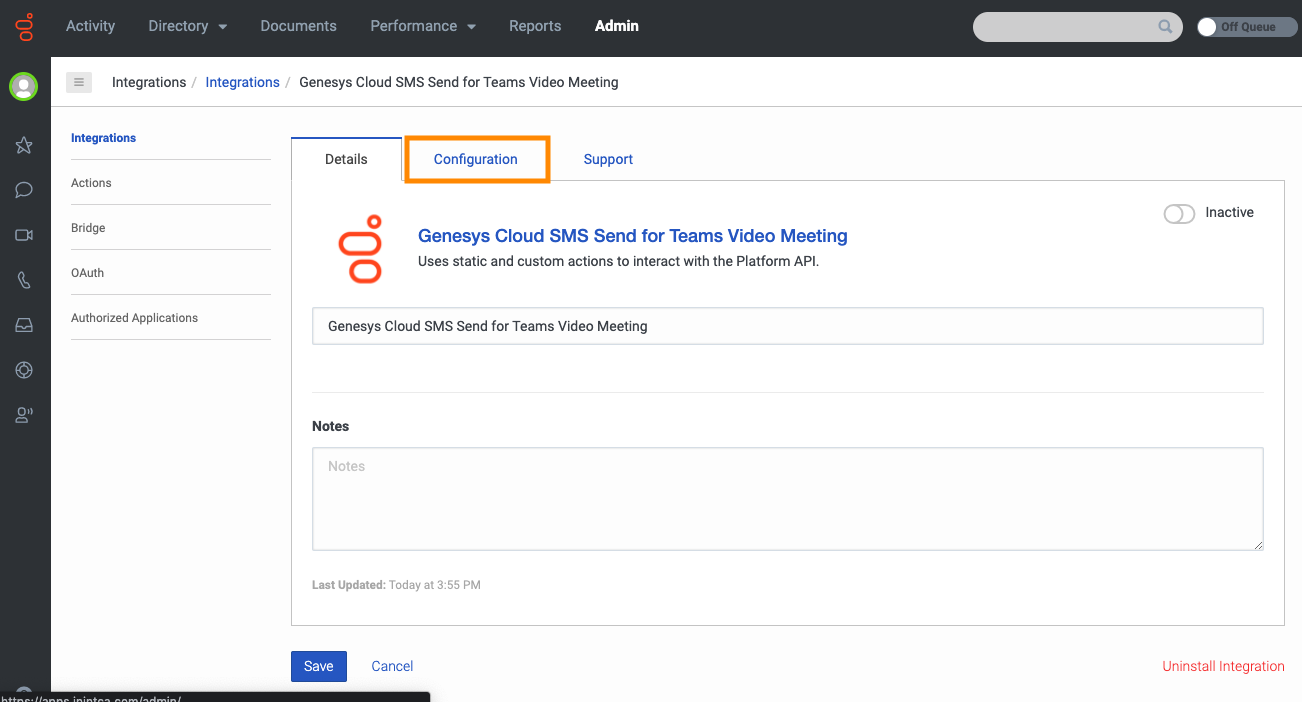 Activity Directory Documents Performance Reports Admin Off Queue
Integrations / Integrations / Genesys Cloud SMS Send for Teams Video Meeting
Integrations
Actions
Bridge
OAuth
Authorized Applications
Details Configuration Support
Inactive
Genesys Cloud SMS Send for Teams Video Meeting
Uses static and custom actions to interact with the Platform API.
Genesys Cloud SMS Send for Teams Video Meeting
Notes
Notes
Last Updated: Today at 3:55 PM
Save Cancel Uninstall Integration
https://apps.inintca.com/admin/